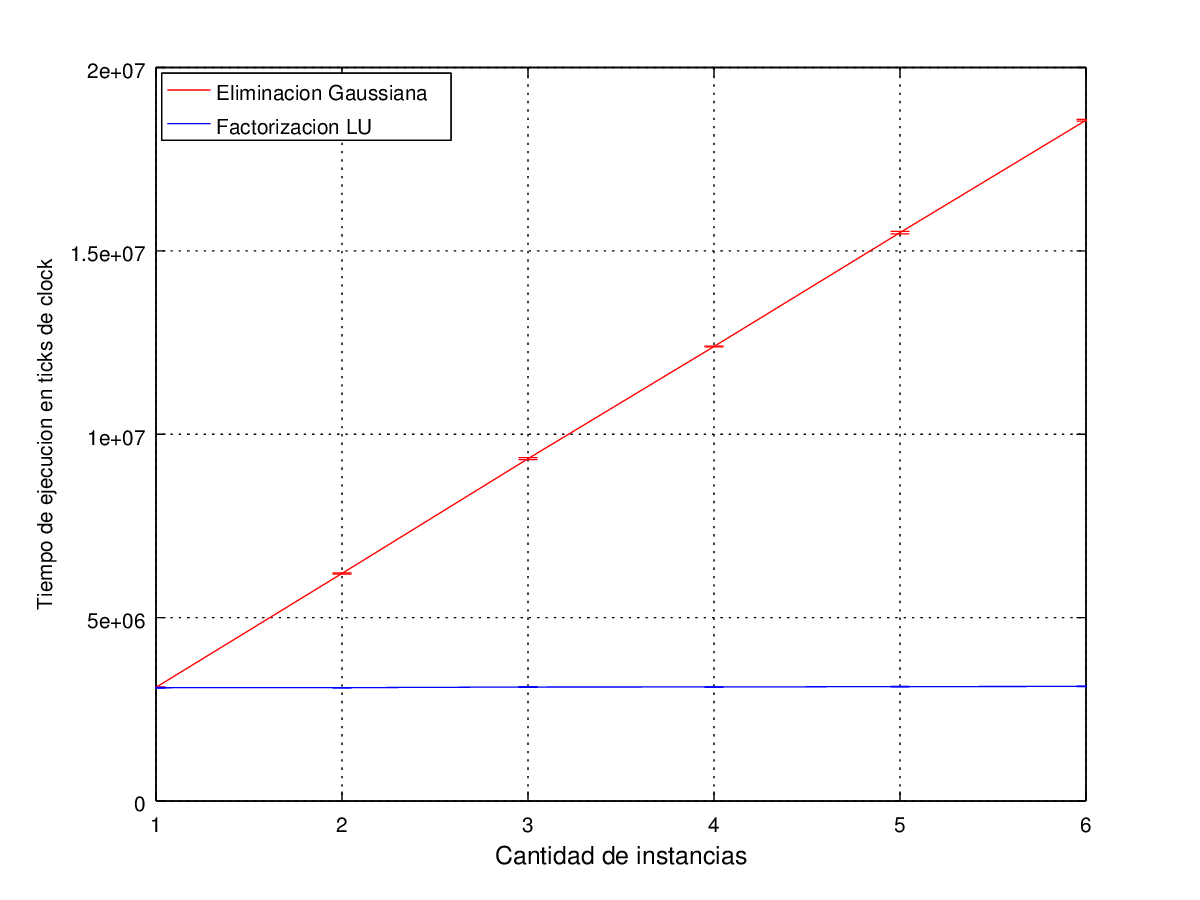 Eliminacion Gaussiana
Factorizacion LU
2e+07
1.5e+07
1e+07
5e+06
0
Tiempo de ejecucion en ticks de clock
1 2 3 4 5 6
Cantidad de instancias